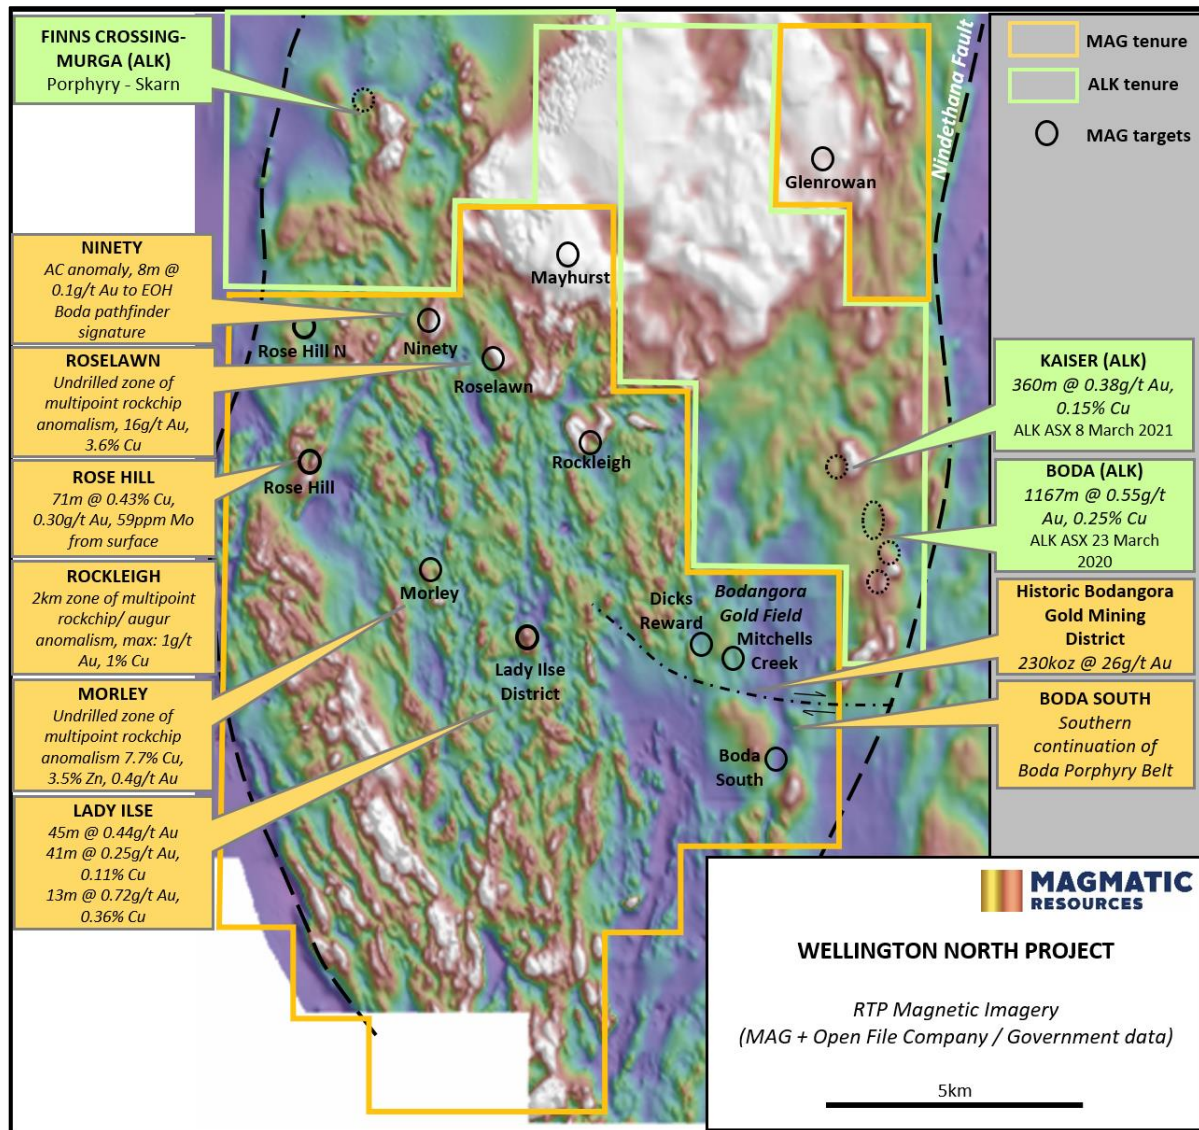 FINNS CROSSING-
MURGA (ALK)
Porphyry - Skarn
NINETY
AC anomaly, 8m @
0.1g/t Au to EOH
Boda pathfinder
signature
ROSELAWN
Undrilled zone of
multipoint rockchip
anomalism, 16g/t Au,
3.6% Cu
ROSE HILL
71m @ 0.43% Cu,
0.30g/t Au, 59ppm Mo
from surface
ROCKLEIGH
2km zone of multipoint
rockchip/ augur
anomalism, max: 1g/t
Au, 1% Cu
MORLEY
Undrilled zone of
multipoint rockchip
anomalism 7.7% Cu,
3.5% Zn, 0.4g/t Au
LADY ILSE
45m @ 0.44g/t Au
41m @ 0.25g/t Au,
0.11% Cu
13m @ 0.72g/t Au,
0.36% Cu
Glenrowan
Mayhurst
Rose Hill N
Ninety
Roselawn
Rockleigh
Rose Hill
Morley
Lady Ilse
District
Dicks
Reward
Bodangora
Gold Field
Mitchells
Creek
Boda
South
Nindethana Fault
MAG tenure
ALK tenure
MAG targets
KAISER (ALK)
360m @ 0.38g/t Au,
0.15% Cu
ALK ASX 8 March 2021
BODA (ALK)
1167m @ 0.55g/t
Au, 0.25% Cu
ALK ASX 23 March
2020
Historic Bodangora
Gold Mining
District
230koz @ 26g/t Au
BODA SOUTH
Southern
continuation of
Boda Porphyry Belt
MAGMATIC
RESOURCES
WELLINGTON NORTH PROJECT
RTP Magnetic Imagery
(MAG + Open File Company / Government data)
5km